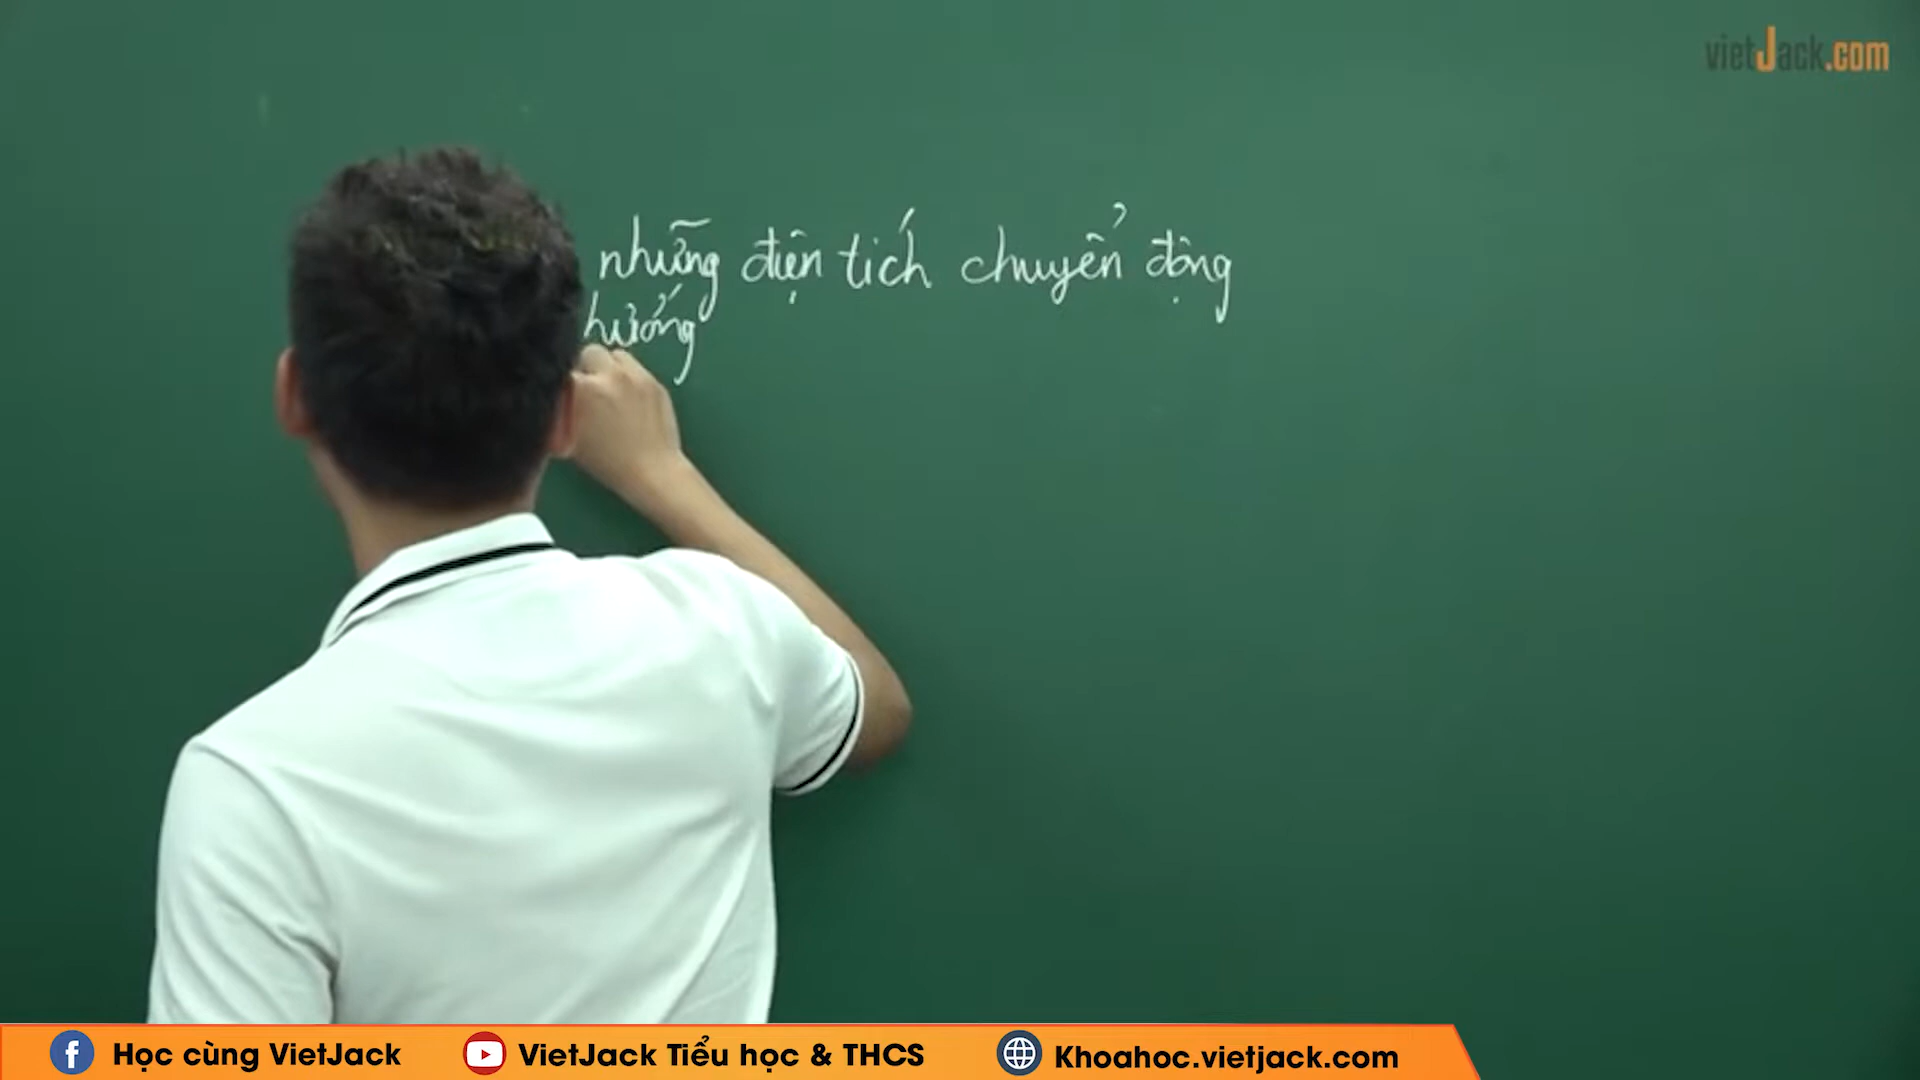 vietJack.com
những điện tích chuyển động
hướng
Học cùng VietJack
VietJack Tiểu học & THCS
Khoahoc.vietjack.com